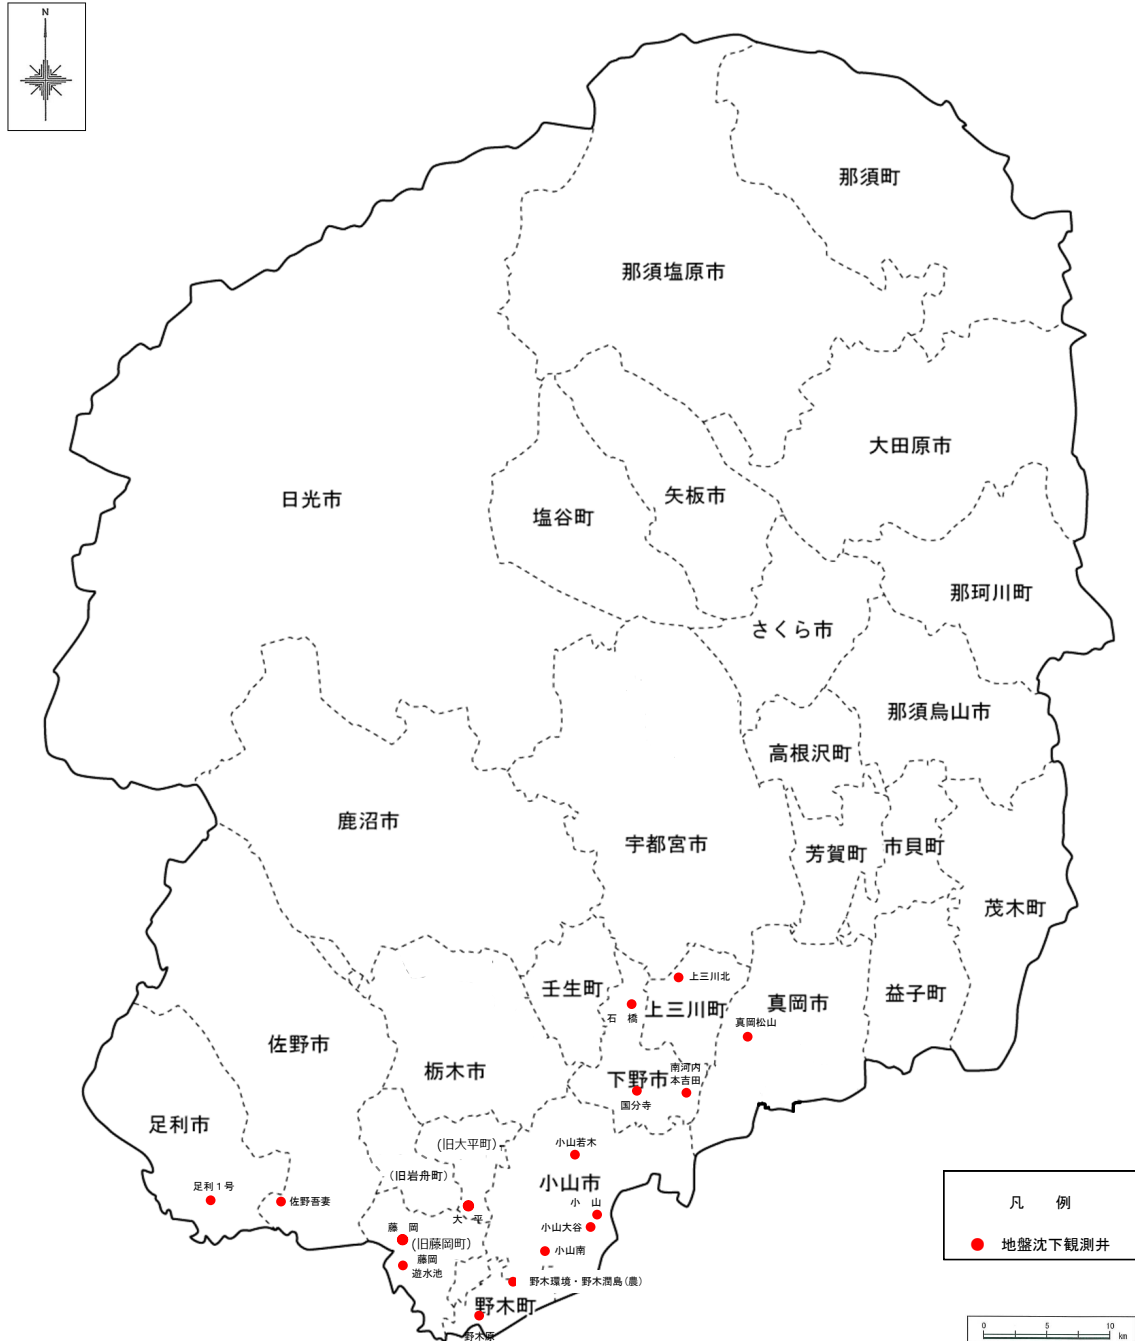 N
那須町
那須塩原市
大田原市
矢板市
日光市
塩谷町
那珂川町
さくら市
那須烏山市
高根沢町
鹿沼市
宇都宮市
芳賀町
市貝町
茂木町
上三川北
壬生町
益子町
上三川町
真岡市
石 橋
真岡松山
佐野市
栃木市
南河内
本吉田
下野市
国分寺
足利市
(旧大平町)
小山若木
(旧岩舟町)
小山市
足利1号
佐野吾妻
小 山
大 平
小山大谷
藤 岡
(旧藤岡町)
小山南
藤岡
遊水池
野木環境・野木潤島(農)
野木町
野木原
凡 例
地盤沈下観測井
0 5 10
km